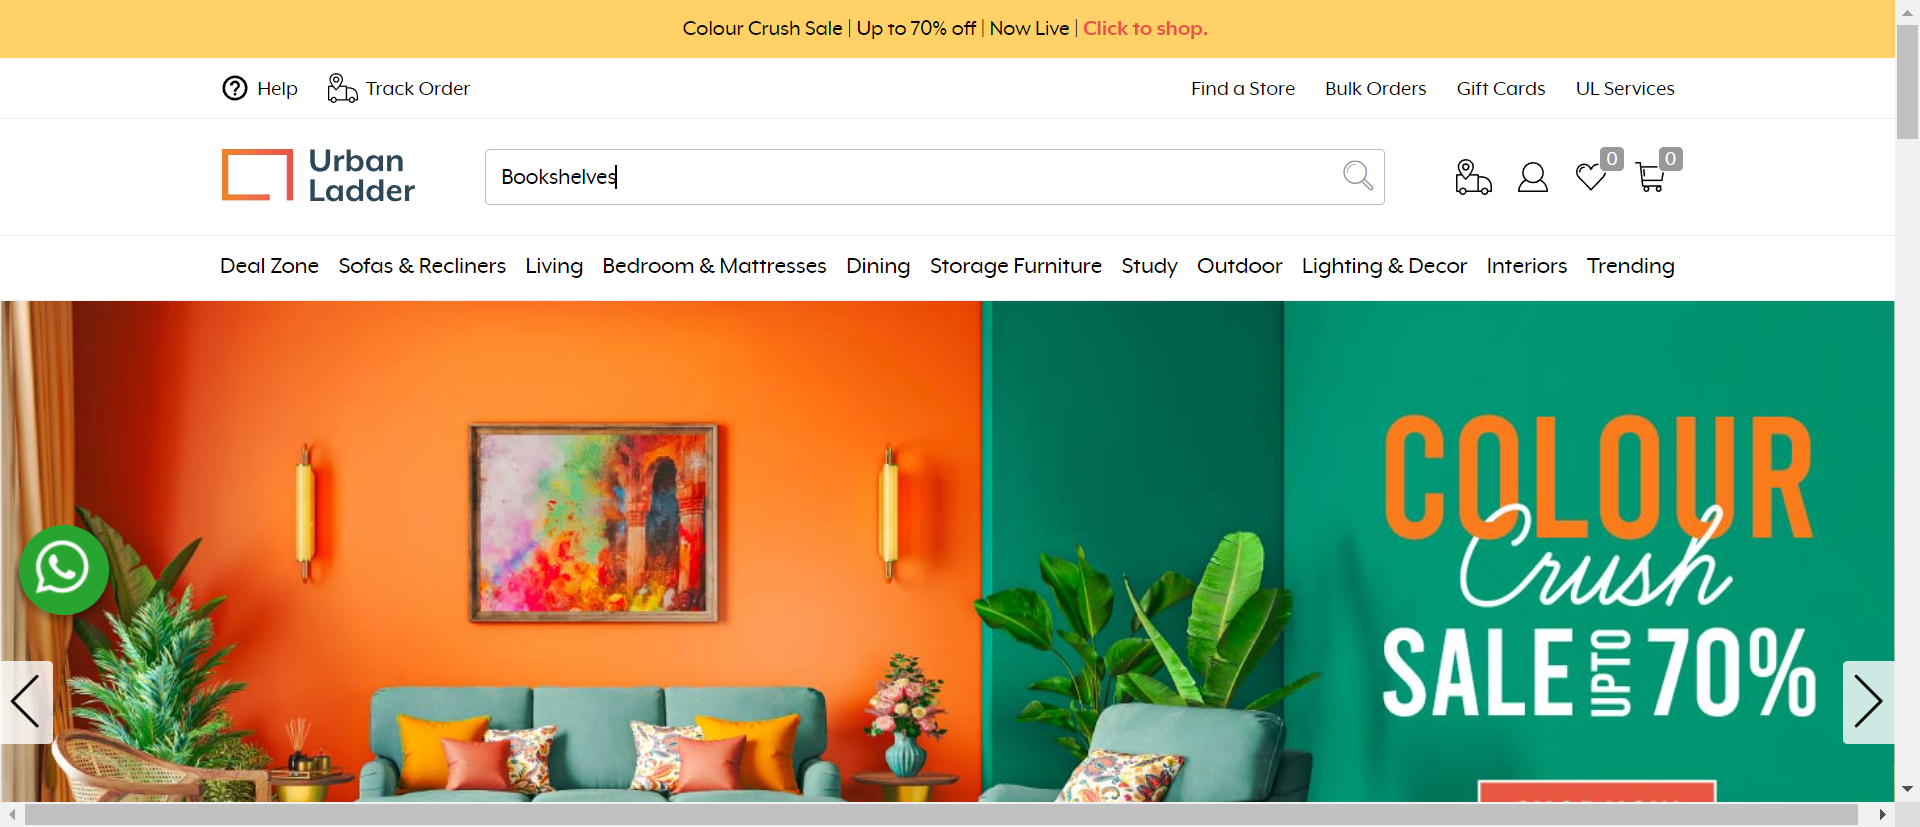 Colour Crush Sale | Up to 70% off | Now Live | Click to shop.
Help
Track Order
Find a Store
Bulk Orders
Gift Cards
UL Services
Urban
Ladder
Bookshelves
0
0
Deal Zone
Sofas & Recliners
Living
Bedroom & Mattresses
Dining
Storage Furniture
Study
Outdoor
Lighting & Decor
Interiors
Trending
COLOUR
Crush
SALE UPTO 70%